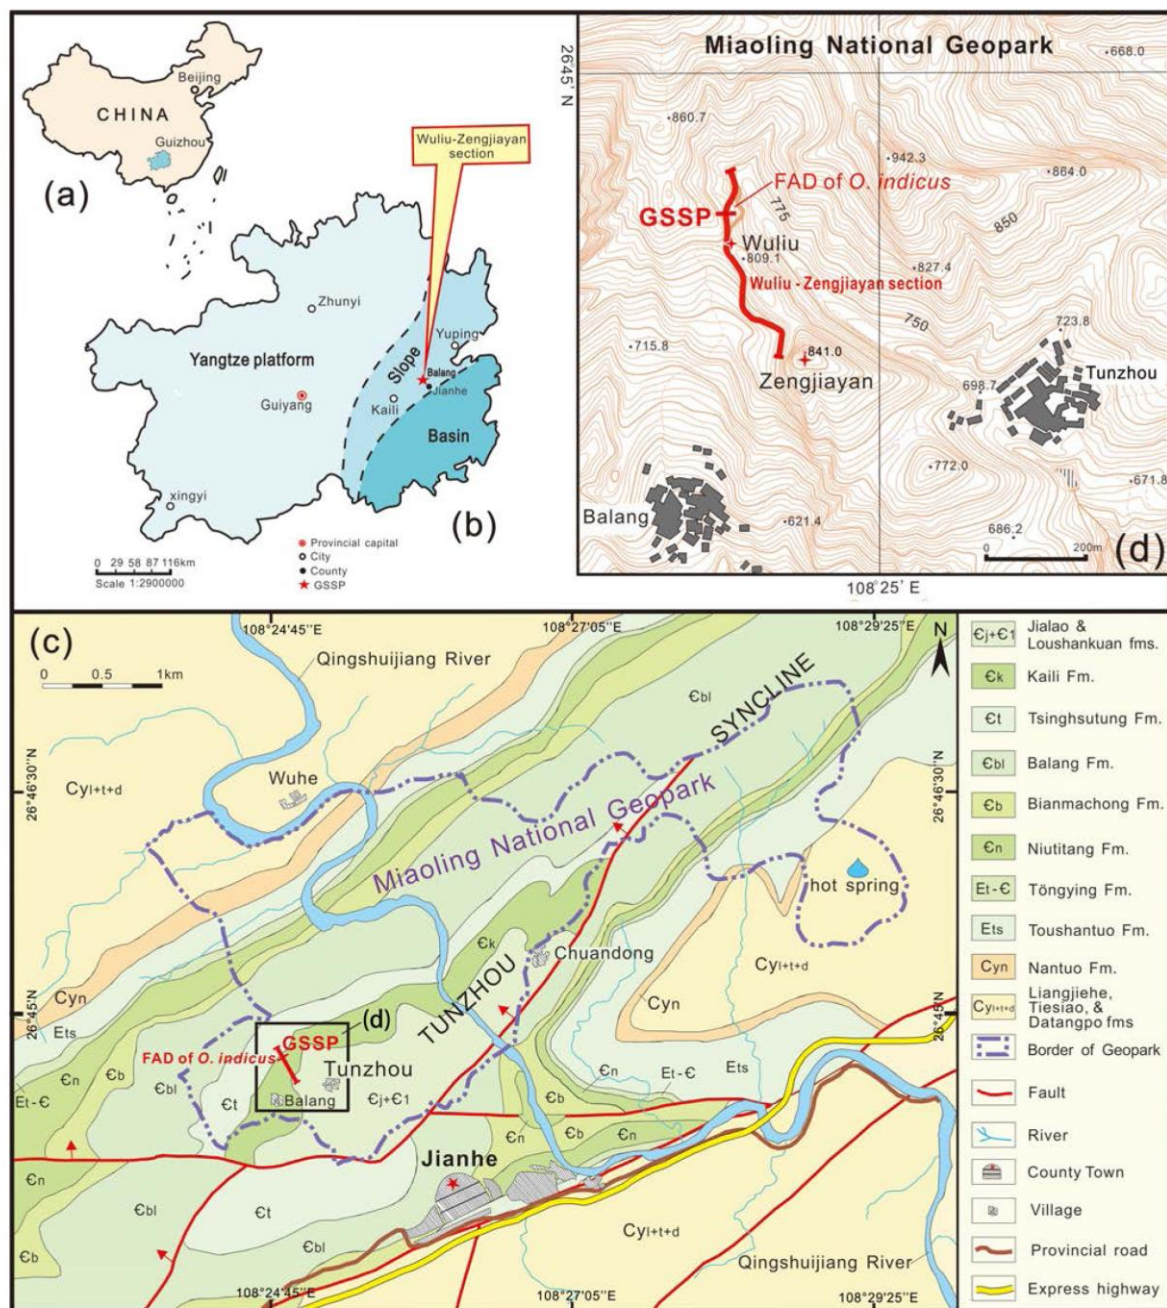 Beijing
CHINA
Guizhou
(a)
Wuliu-Zengjiayan
section
Zhunyi
Yuping
Yangtze platform
Slope
Balang
Jianhe
Guiyang
Kaili
Basin
xingyi
(b)
Provincial capital
City
County
GSSP
0 29 58 87 116km
Scale 1:2900000
26°45′ N
Miaoling National Geopark
668.0
860.7
942.3
864.0
FAD of O. indicus
775
GSSP
850
Wuliu
809.1
827.4
Wuliu - Zengjiayan section
750
723.8
715.8
841.0
Zengjiayan
Tunzhou
698.7
772.0
671.8
Balang
621.4
686.2
0 200m
(d)
108°25′ E
(c)
108°24'45''E
108°27'05''E
108°29'25''E
N
0 0.5 1km
Qingshuijiang River
Єbl
SYNCLINE
Wuhe
Cyl+t+d
26°46'30''N
26°46'30''N
Miaoling National Geopark
hot spring
Єk
Chuandong
Cyl+t+d
TUNZHOU
Cyn
Cyn
26°45'N
26°45'N
Ets
(d)
GSSP
FAD of O. indicus
Tunzhou
Єn
Єb
Єbl
Єt
Balang
Єj+Є1
Єn
Et-Є
Ets
Et-Є
Єb
Єn
Єb
Єn
Jianhe
Єn
Єbl
Єt
Єb
Єbl
Cyl+t+d
Qingshuijiang River
108°24'45''E
108°27'05''E
108°29'25''E
Єj+Є1 Jialao &
Loushankuan fms.
Єk Kaili Fm.
Єt Tsinghsutung Fm.
Єbl Balang Fm.
Єb Bianmachong Fm.
Єn Niutitang Fm.
Et-Є Töngying Fm.
Ets Toushantuo Fm.
Cyn Nantuo Fm.
Cyl+t+d Liangjiehe,
Tiesiao, &
Datangpo fms
Border of Geopark
Fault
River
County Town
Village
Provincial road
Express highway